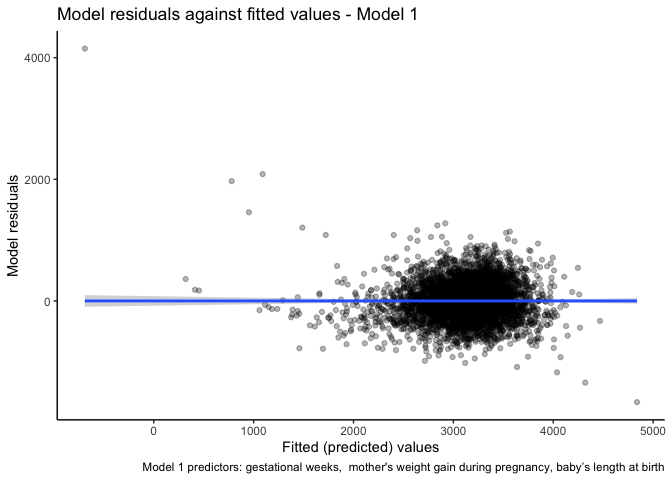 Model residuals against fitted values - Model 1
4000
2000
0
Model residuals
0
1000
2000
3000
4000
5000
Fitted (predicted) values
Model 1 predictors: gestational weeks,  mother's weight gain during pregnancy, baby’s length at birth